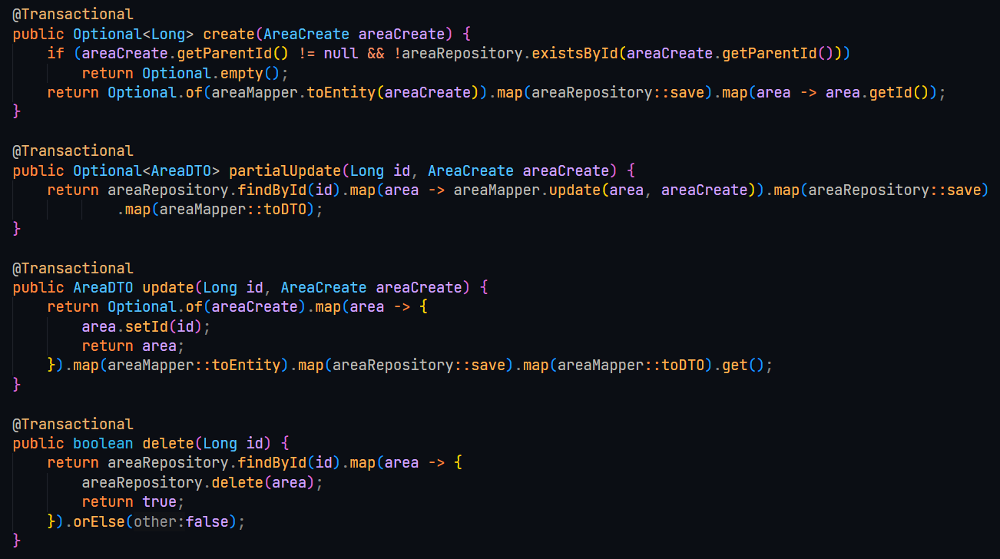 @Transactional
public Optional<Long> create(AreaCreate areaCreate) {
    if (areaCreate.getParentId() != null && !areaRepository.existsById(areaCreate.getParentId()))
        return Optional.empty();
    return Optional.of(areaMapper.toEntity(areaCreate)).map(areaRepository::save).map(area -> area.getId());
}

@Transactional
public Optional<AreaDTO> partialUpdate(Long id, AreaCreate areaCreate) {
    return areaRepository.findById(id).map(area -> areaMapper.update(area, areaCreate)).map(areaRepository::save)
            .map(areaMapper::toDTO);
}

@Transactional
public AreaDTO update(Long id, AreaCreate areaCreate) {
    return Optional.of(areaCreate).map(area -> {
        area.setId(id);
        return area;
    }).map(areaMapper::toEntity).map(areaRepository::save).map(areaMapper::toDTO).get();
}

@Transactional
public boolean delete(Long id) {
    return areaRepository.findById(id).map(area -> {
        areaRepository.delete(area);
        return true;
    }).orElse(other:false);
}